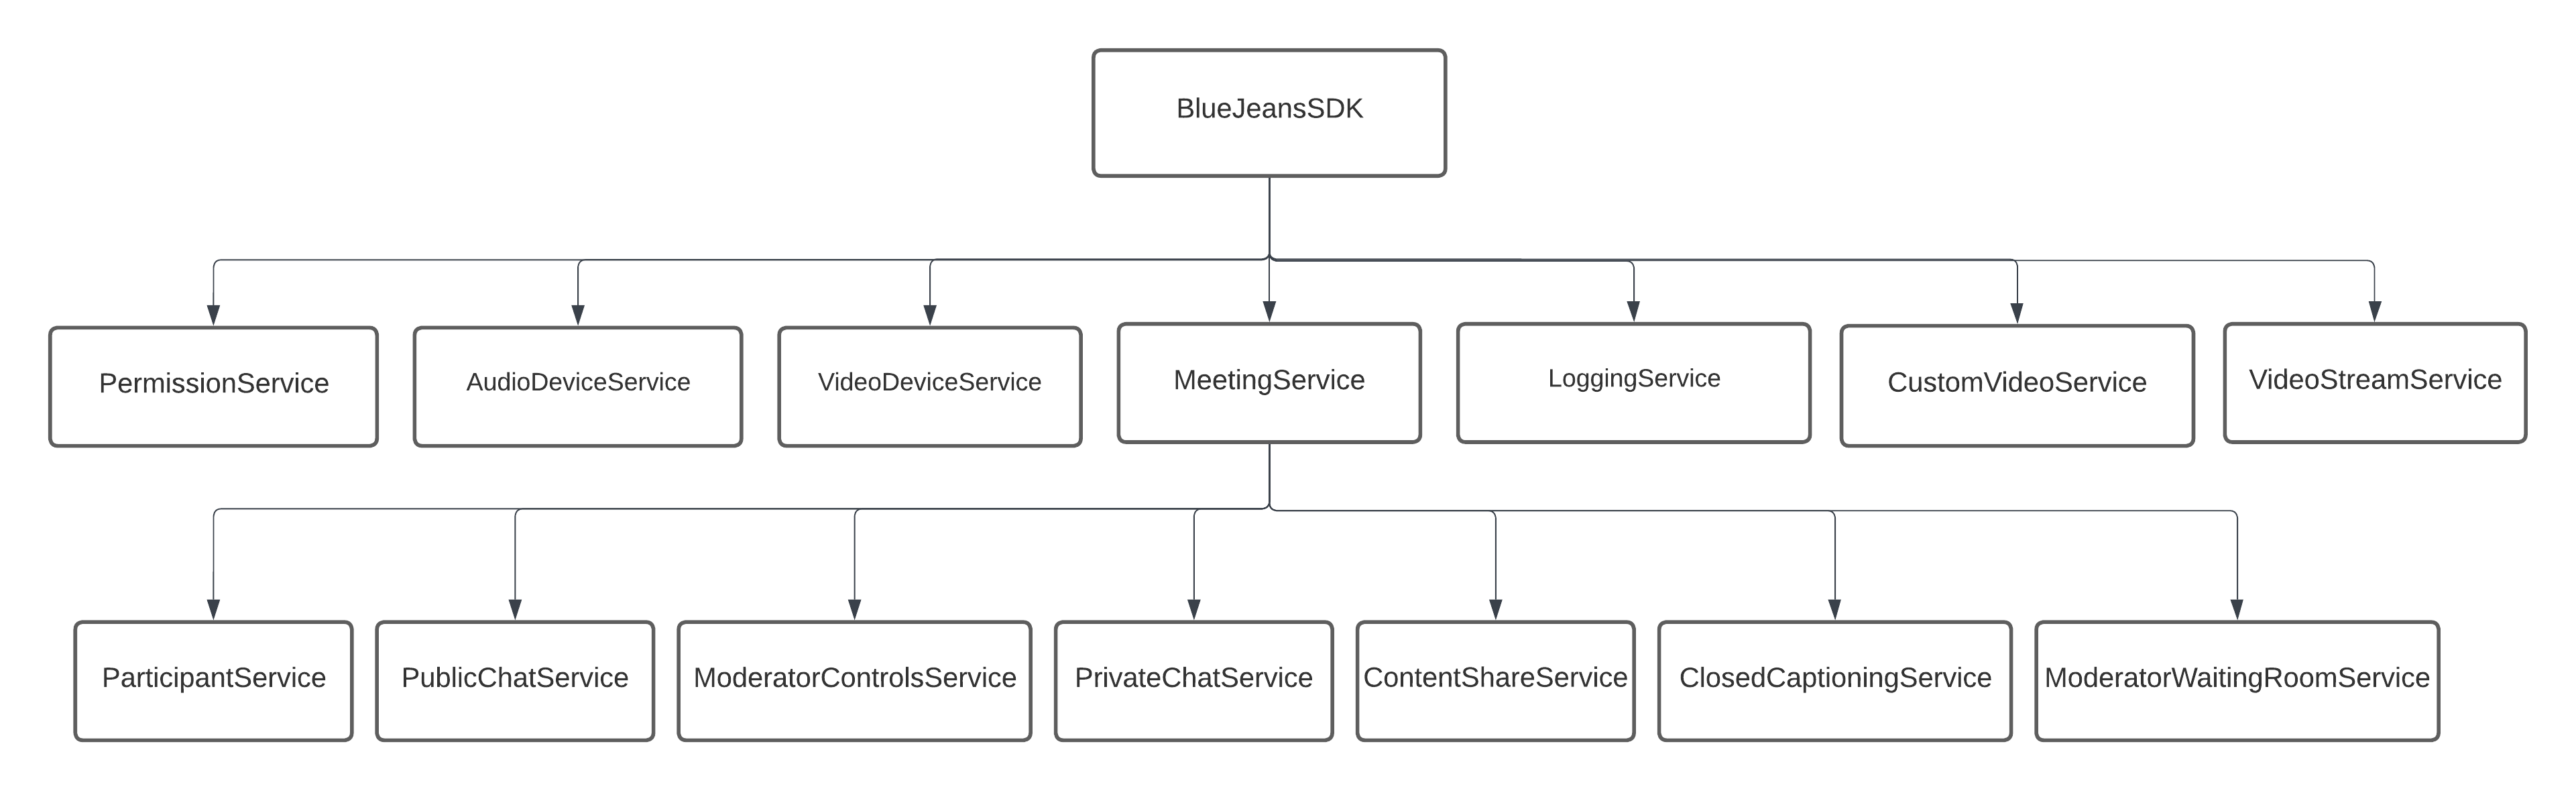 BlueJeansSDK
PermissionService
AudioDeviceService
VideoDeviceService
MeetingService
LoggingService
CustomVideoService
VideoStreamService
ParticipantService
PublicChatService
ModeratorControlsService
PrivateChatService
ContentShareService
ClosedCaptioningService
ModeratorWaitingRoomService